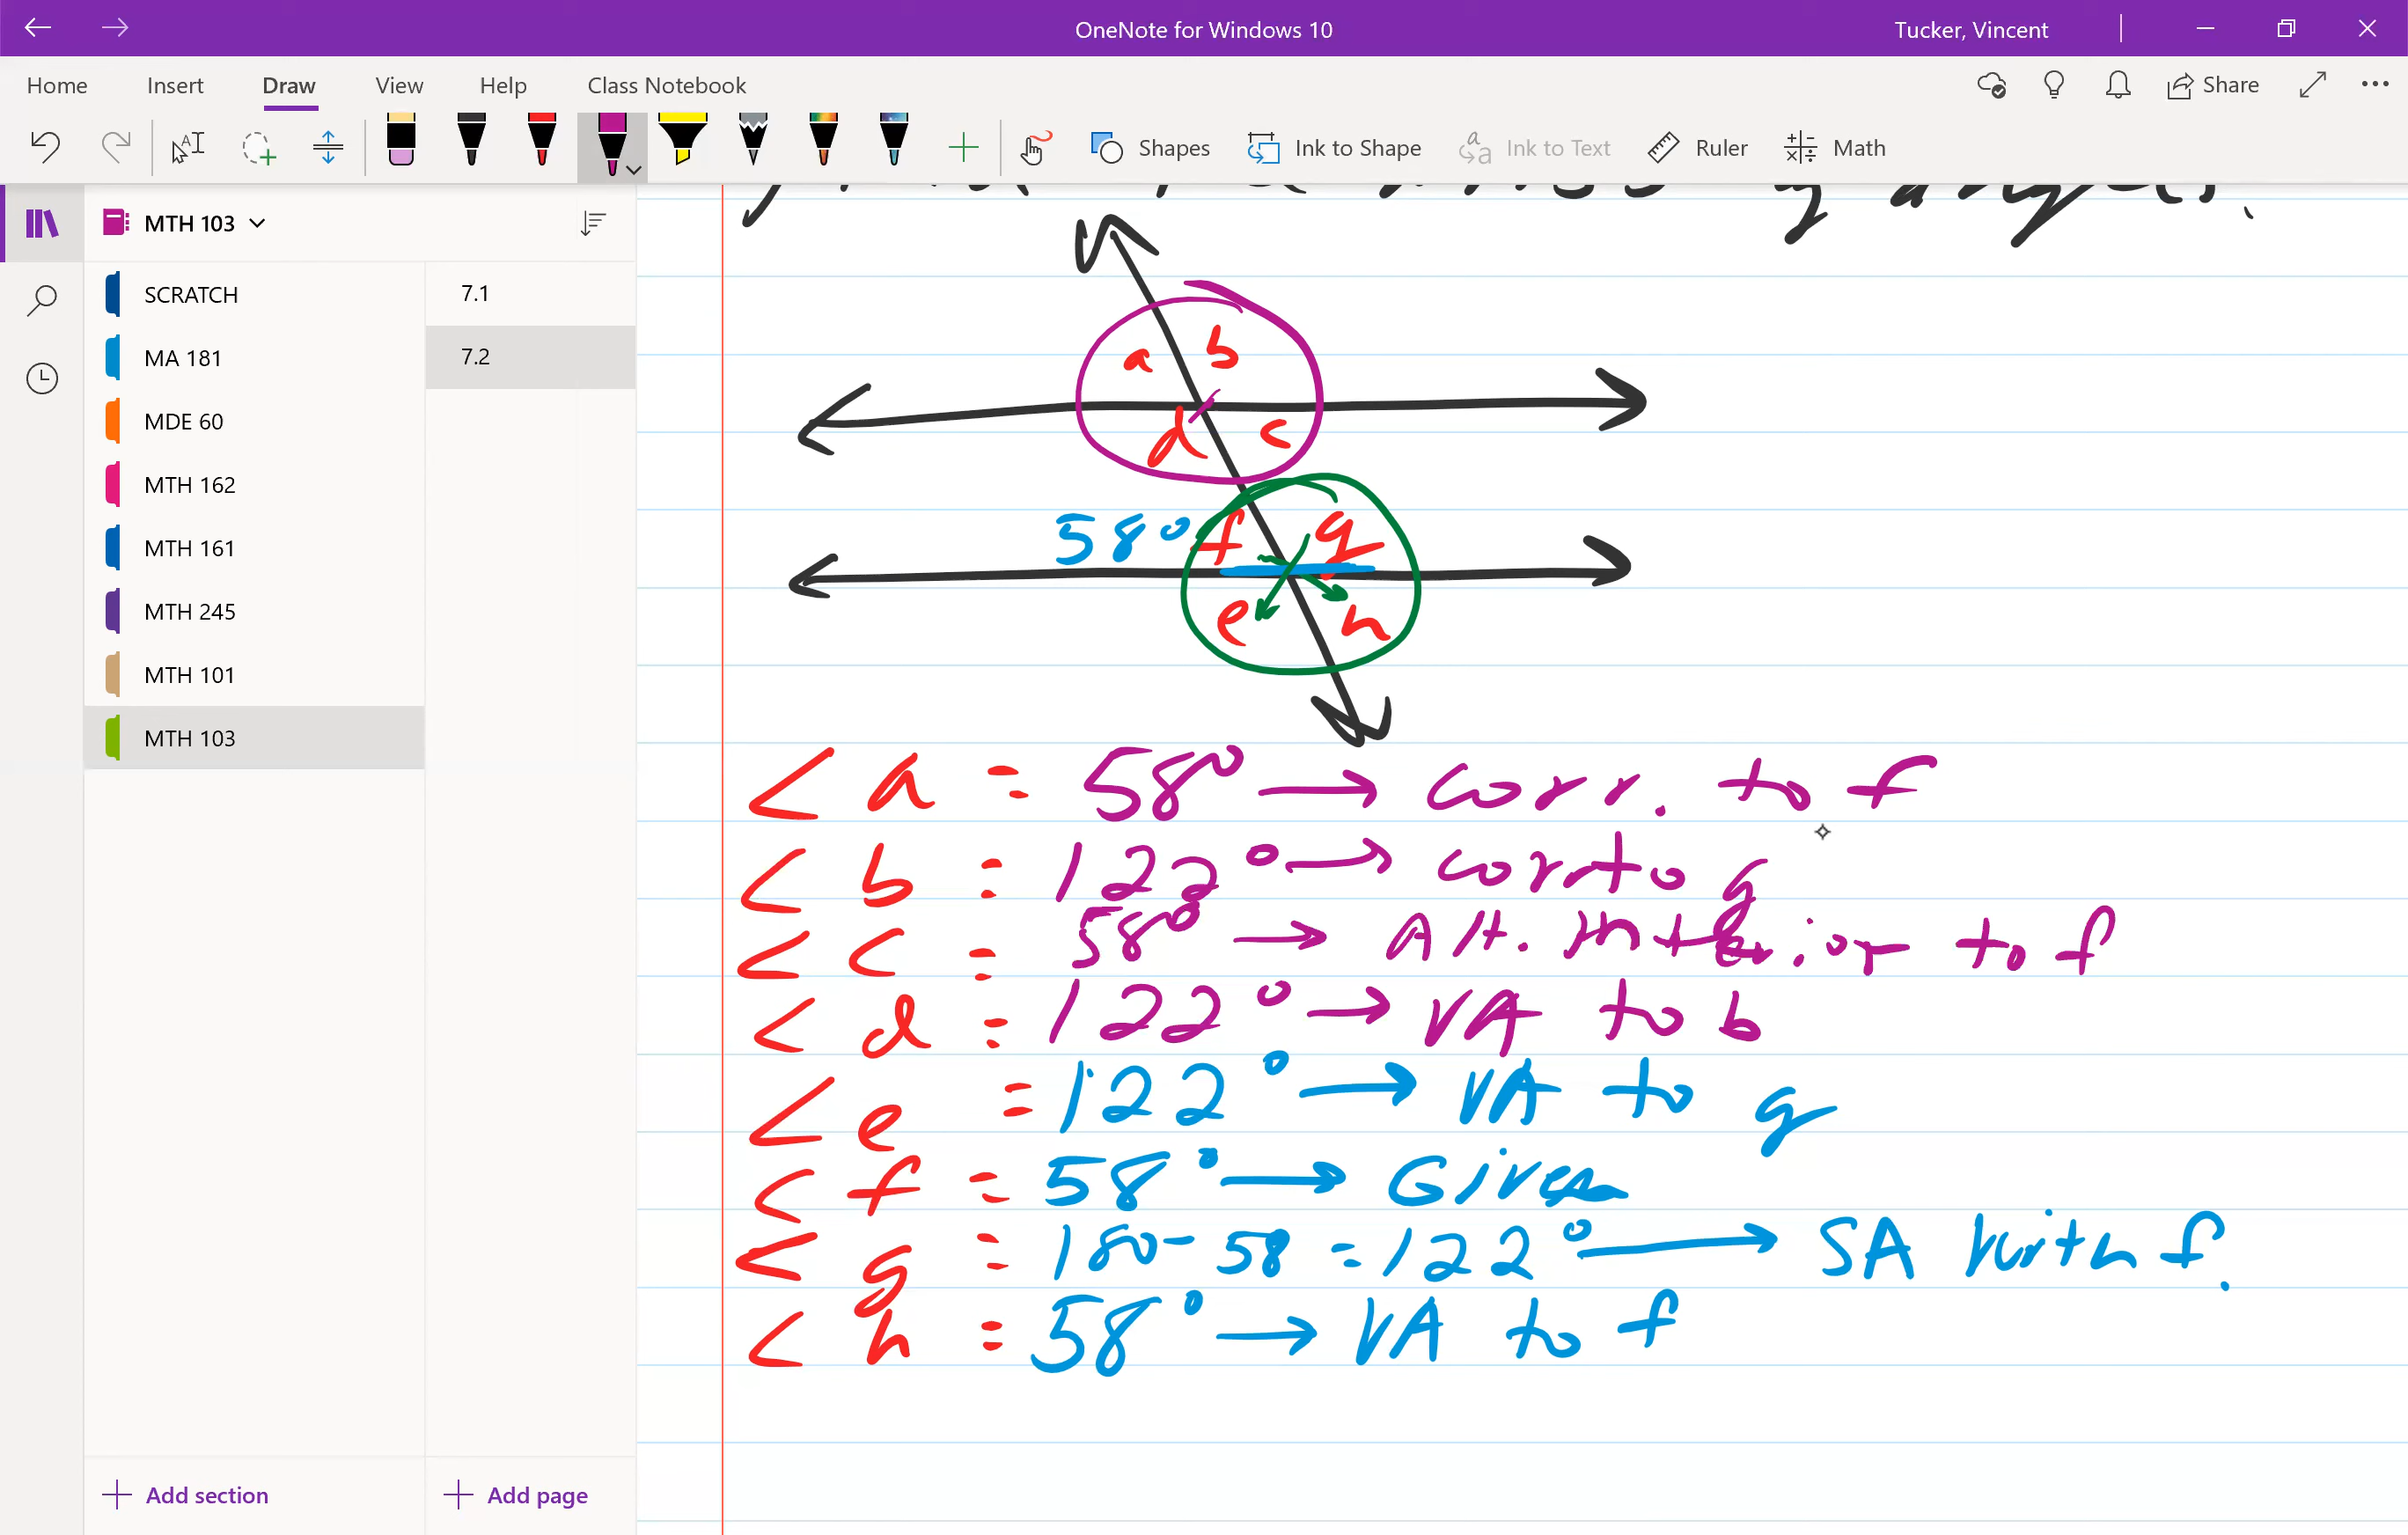 OneNote for Windows 10
Tucker, Vincent
Home Insert Draw View Help Class Notebook
Share
Shapes Ink to Shape Ink to Text Ruler Math
MTH 103
SCRATCH
MA 181
MDE 60
MTH 162
MTH 161
MTH 245
MTH 101
MTH 103
7.1
7.2
Add section
Add page
a b
d c
58° f g
e h
< a = 58° → corr. to f
< b = 122° → corr to g
< c = 58° → Alt. Interior to f
< d = 122° → VA to b
< e = 122° → VA to g
< f = 58° → Given
< g = 180 - 58 = 122° → SA with f.
< h = 58° → VA to f